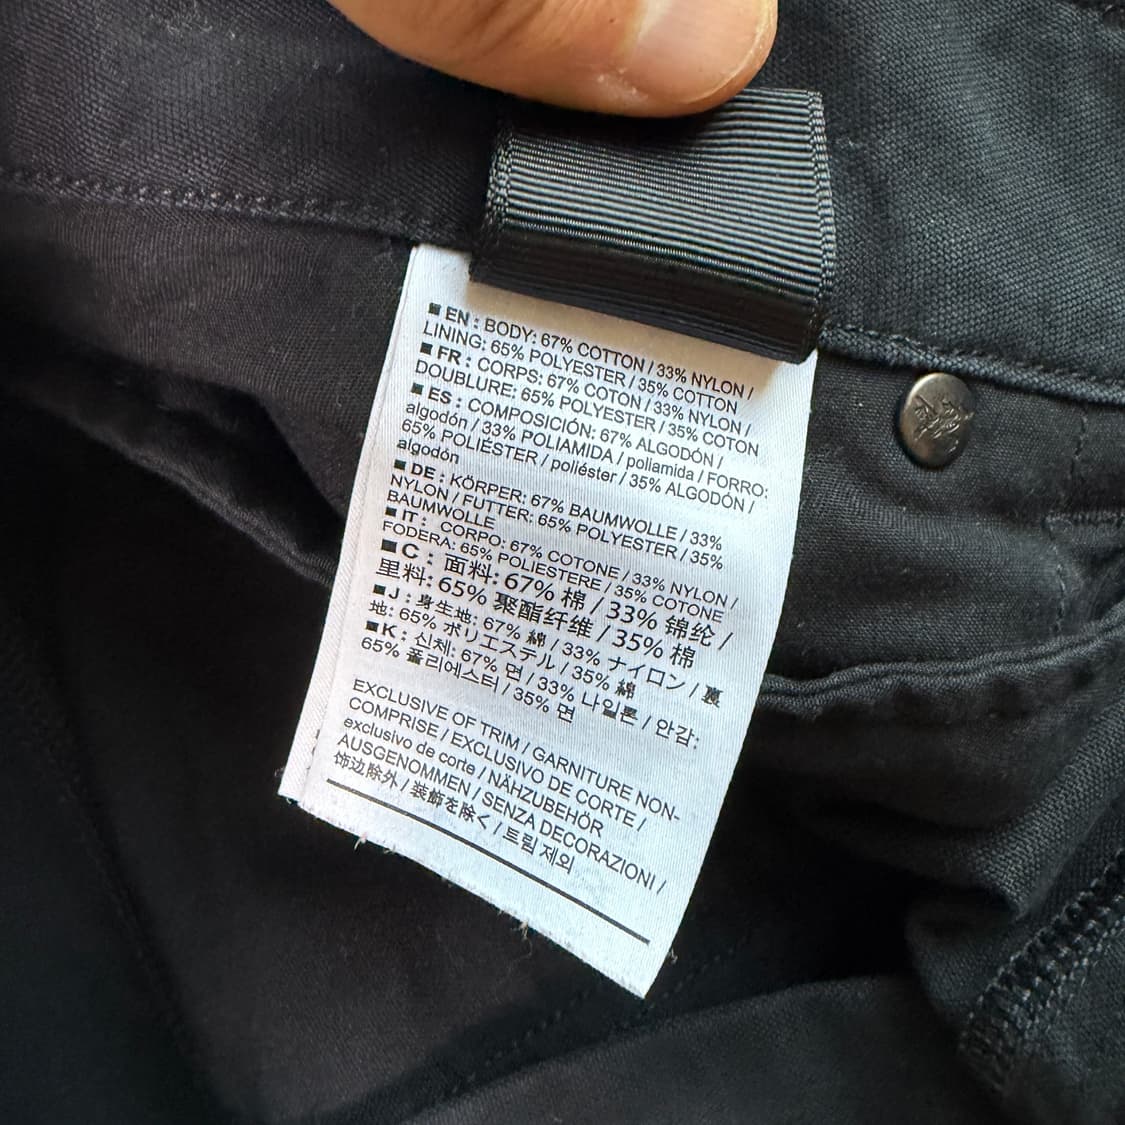 ■ EN : BODY: 67% COTTON / 33% NYLON /
LINING: 65% POLYESTER / 35% COTTON
■ FR : CORPS: 67% COTON / 33% NYLON /
DOUBLURE: 65% POLYESTER / 35% COTON
■ ES : COMPOSICIÓN: 67% ALGODÓN /
algodón / 33% POLIAMIDA / poliamida / FORRO:
65% POLIÉSTER / poliéster / 35% ALGODÓN /
algodón
■ DE : KÖRPER: 67% BAUMWOLLE / 33%
NYLON / FUTTER: 65% POLYESTER / 35%
BAUMWOLLE
■ IT : CORPO: 67% COTONE / 33% NYLON /
FODERA: 65% POLIESTERE / 35% COTONE
■ C : 面料: 67% 棉 / 33% 锦纶 /
里料: 65% 聚酯纤维 / 35% 棉
■ J : 身生地: 67% 綿 / 33% ナイロン / 裏
地: 65% ポリエステル / 35% 綿
■ K : 신체: 67% 면 / 33% 나일론 / 안감:
65% 폴리에스터 / 35% 면
EXCLUSIVE OF TRIM / GARNITURE NON-
COMPRISE / EXCLUSIVO DE CORTE /
exclusivo de corte / NÄHZUBEHÖR
AUSGENOMMEN / SENZA DECORAZIONI /
饰边除外 / 装飾を除く / 트림 제외